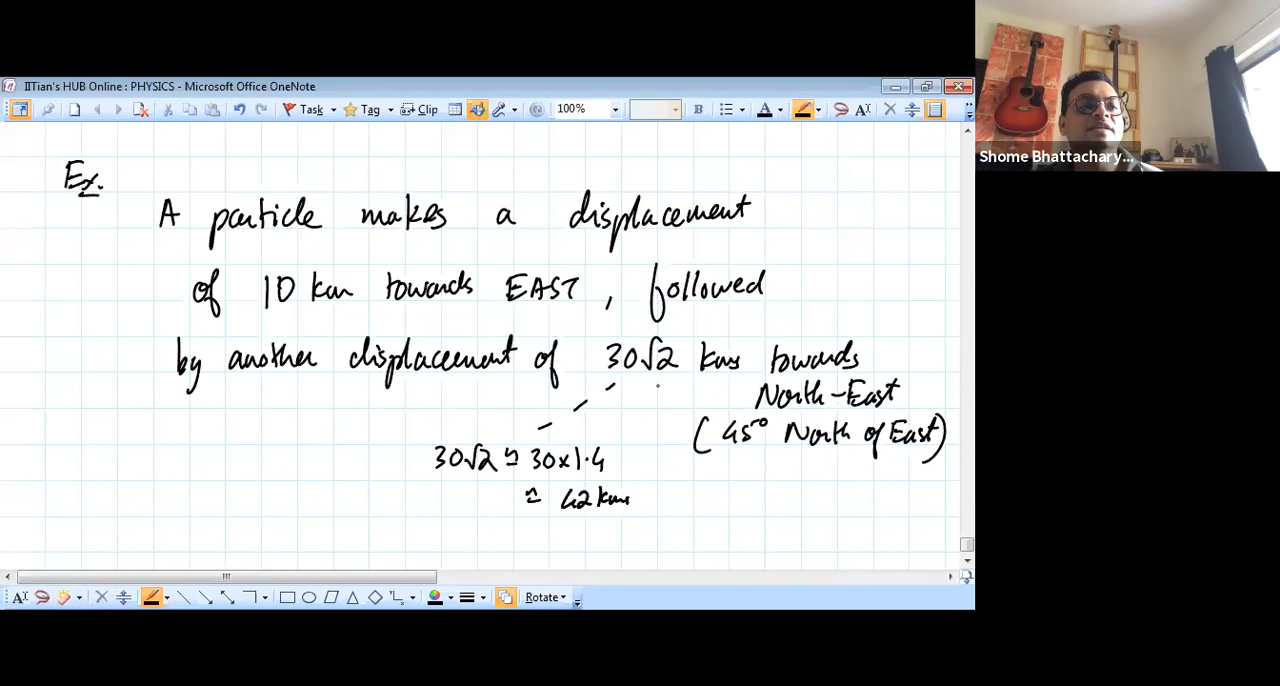 IITian's HUB Online : PHYSICS - Microsoft Office OneNote
Task Tag Clip 100% B A
Ex.
A particle makes a displacement
of 10 km towards EAST, followed
by another displacement of 30√2 kms towards
North-East
(45° North of East)
30√2 ≃ 30×1.4
≃ 42 kms
Rotate
Shome Bhattachary...